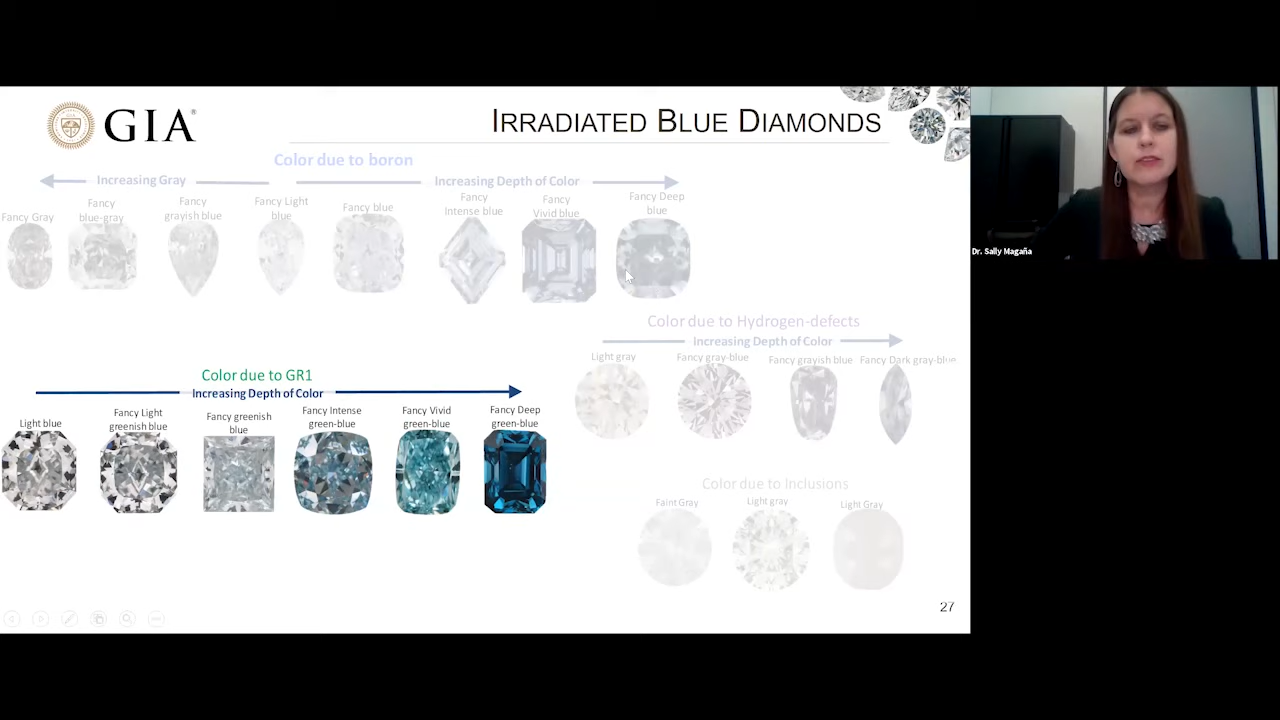 GIA®
IRRADIATED BLUE DIAMONDS
Color due to boron
Increasing Gray
Increasing Depth of Color
Fancy Gray
Fancy
blue-gray
Fancy
grayish blue
Fancy Light
blue
Fancy blue
Fancy
Intense blue
Fancy
Vivid blue
Fancy Deep
blue
Dr. Sally Magaña
Color due to Hydrogen-defects
Increasing Depth of Color
Light gray
Fancy gray-blue
Fancy grayish blue
Fancy Dark gray-blue
Color due to GR1
Increasing Depth of Color
Light blue
Fancy Light
greenish blue
Fancy greenish
blue
Fancy Intense
green-blue
Fancy Vivid
green-blue
Fancy Deep
green-blue
Color due to Inclusions
Faint Gray
Light gray
Light Gray
27